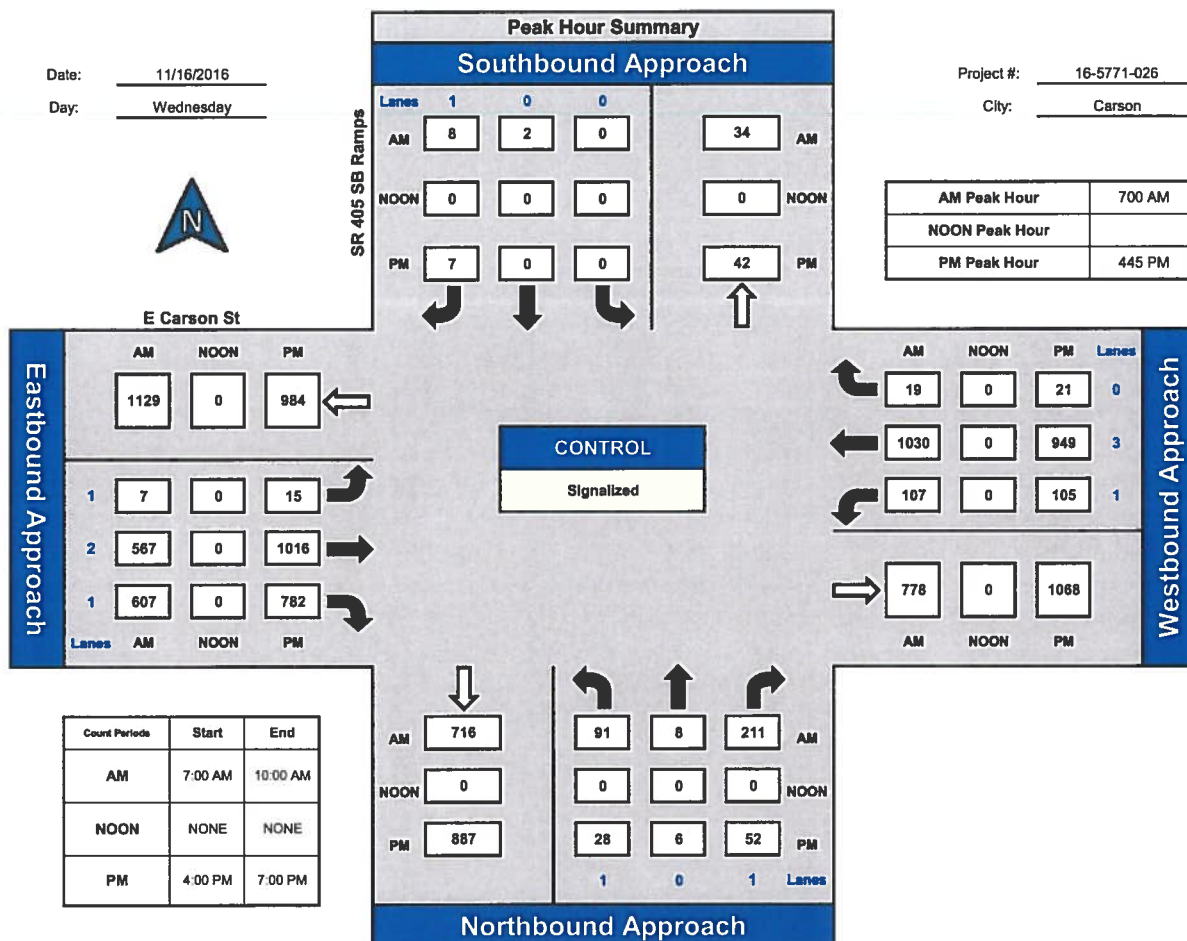 Peak Hour Summary
Southbound Approach
Date: 11/16/2016
Day: Wednesday
Project #: 16-5771-026
City: Carson
N
SR 405 SB Ramps
Lanes 1 0 0
AM 8 2 0 34 AM
NOON 0 0 0 0 NOON
PM 7 0 0 42 PM
AM Peak Hour 700 AM
NOON Peak Hour
PM Peak Hour 445 PM
E Carson St
Eastbound Approach
AM NOON PM
1129 0 984
1 7 0 15
2 567 0 1016
1 607 0 782
Lanes AM NOON PM
CONTROL
Signalized
AM NOON PM Lanes
19 0 21 0
1030 0 949 3
107 0 105 1
778 0 1068
AM NOON PM
Westbound Approach
Count Periods Start End
AM 7:00 AM 10:00 AM
NOON NONE NONE
PM 4:00 PM 7:00 PM
AM 716 91 8 211 AM
NOON 0 0 0 0 NOON
PM 887 28 6 52 PM
1 0 1 Lanes
Northbound Approach